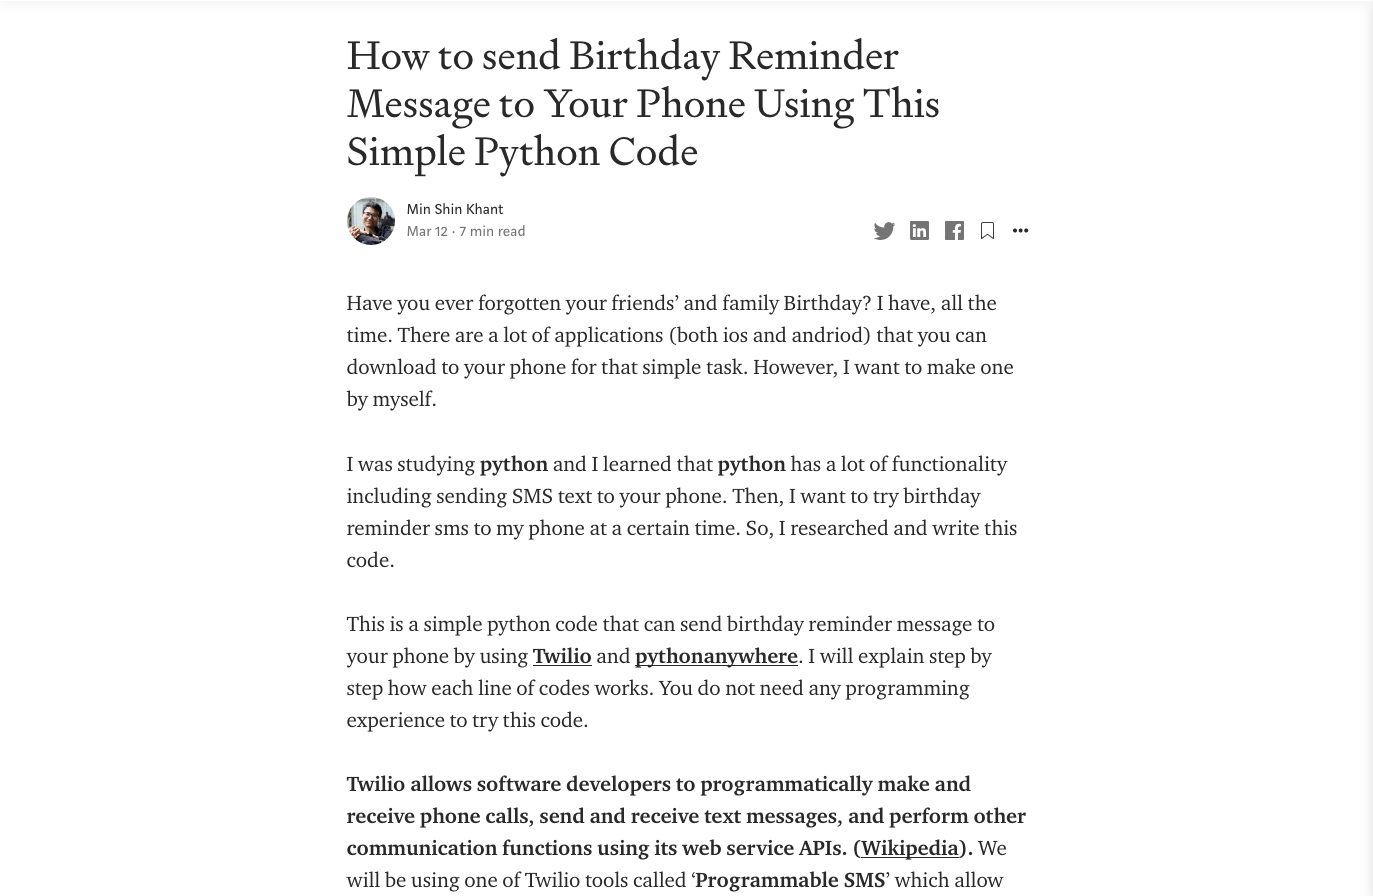 How to send Birthday Reminder
Message to Your Phone Using This
Simple Python Code
Min Shin Khant
Mar 12 · 7 min read
Have you ever forgotten your friends’ and family Birthday? I have, all the
time. There are a lot of applications (both ios and andriod) that you can
download to your phone for that simple task. However, I want to make one
by myself.
I was studying python and I learned that python has a lot of functionality
including sending SMS text to your phone. Then, I want to try birthday
reminder sms to my phone at a certain time. So, I researched and write this
code.
This is a simple python code that can send birthday reminder message to
your phone by using Twilio and pythonanywhere. I will explain step by
step how each line of codes works. You do not need any programming
experience to try this code.
Twilio allows software developers to programmatically make and
receive phone calls, send and receive text messages, and perform other
communication functions using its web service APIs. (Wikipedia). We
will be using one of Twilio tools called ‘Programmable SMS’ which allow